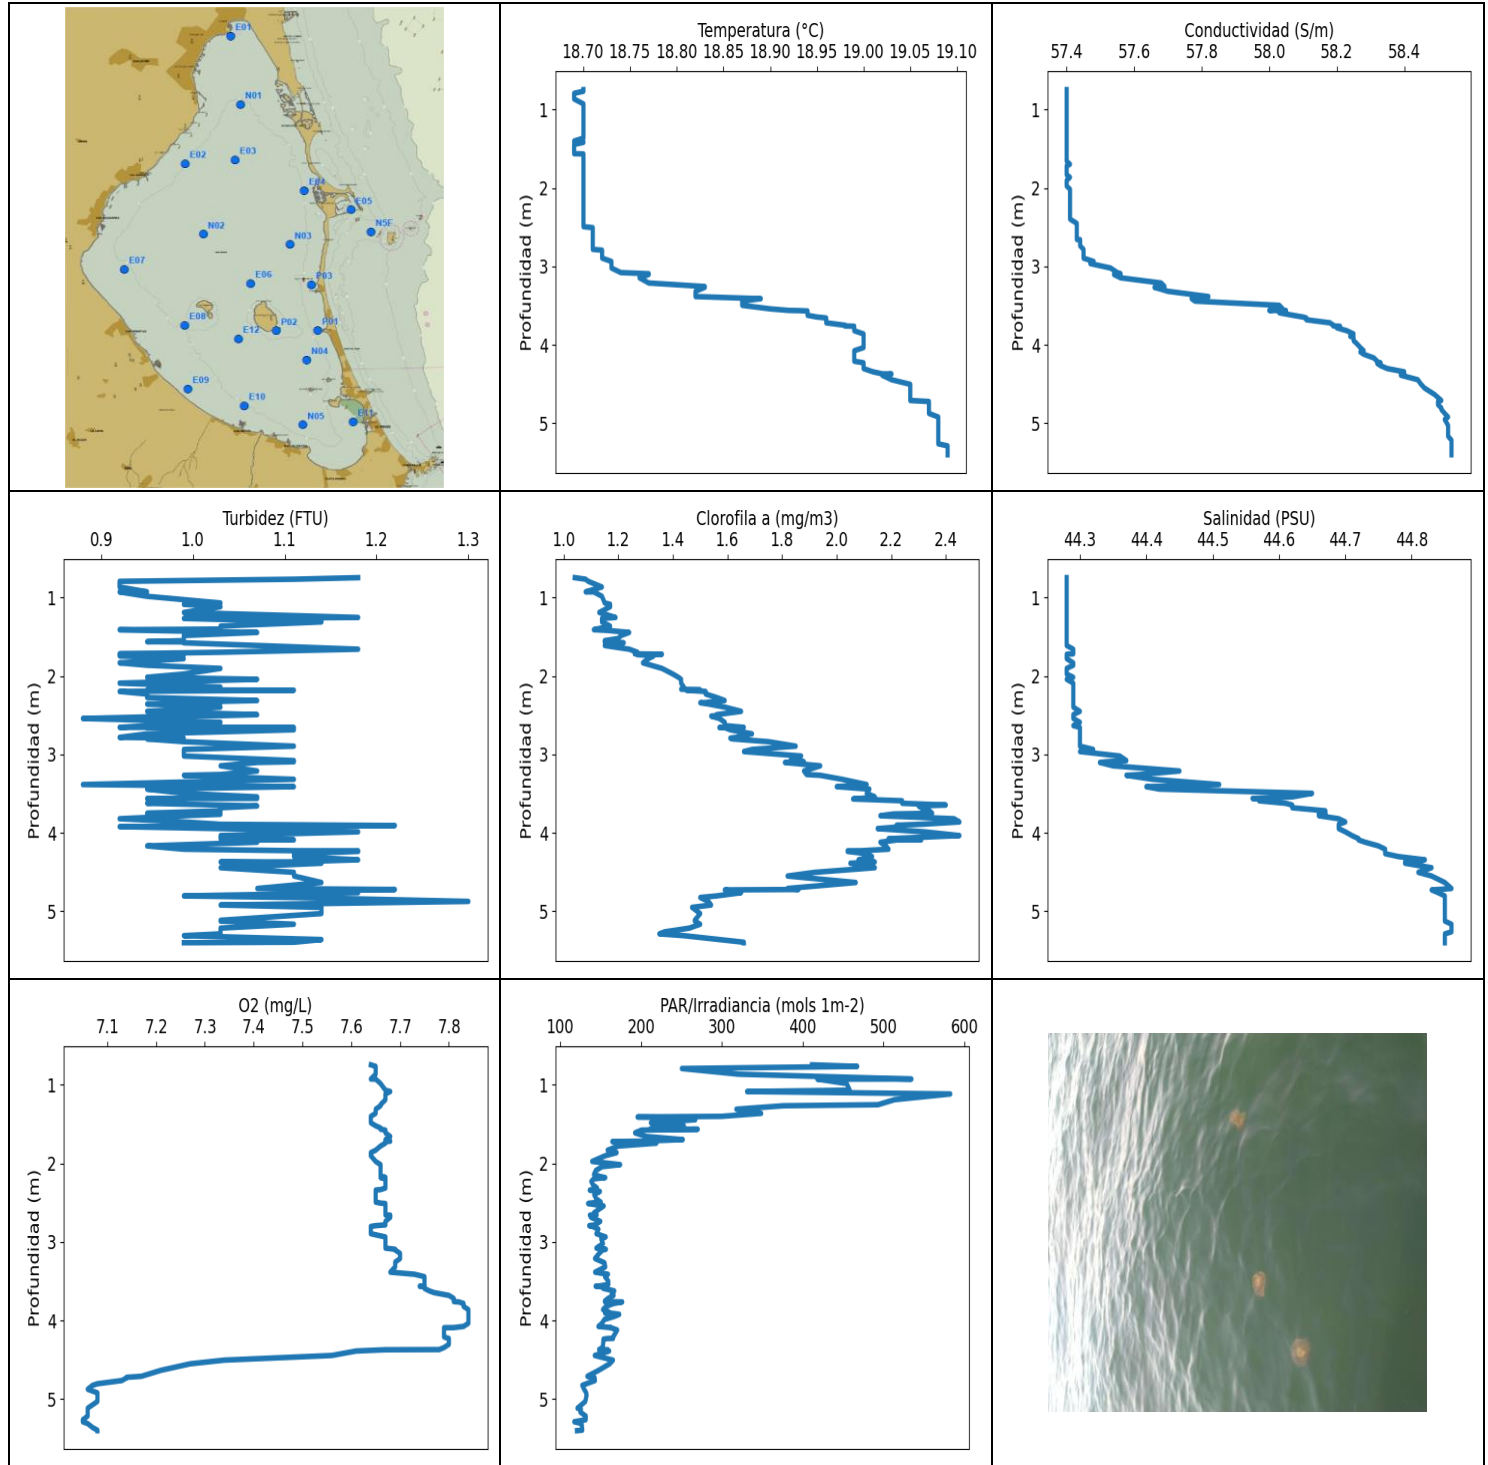 E01
N01
E02
E03
E04
E05
N5F
N02
N03
E07
E06
P03
E08
P02
P01
E12
N04
E09
E10
N05
E11
Temperatura (°C)
18.70 18.75 18.80 18.85 18.90 18.95 19.00 19.05 19.10
Profundidad (m)
1
2
3
4
5
Conductividad (S/m)
57.4 57.6 57.8 58.0 58.2 58.4
Profundidad (m)
1
2
3
4
5
Turbidez (FTU)
0.9 1.0 1.1 1.2 1.3
Profundidad (m)
1
2
3
4
5
Clorofila a (mg/m3)
1.0 1.2 1.4 1.6 1.8 2.0 2.2 2.4
Profundidad (m)
1
2
3
4
5
Salinidad (PSU)
44.3 44.4 44.5 44.6 44.7 44.8
Profundidad (m)
1
2
3
4
5
O2 (mg/L)
7.1 7.2 7.3 7.4 7.5 7.6 7.7 7.8
Profundidad (m)
1
2
3
4
5
PAR/Irradiancia (mols 1m-2)
100 200 300 400 500 600
Profundidad (m)
1
2
3
4
5